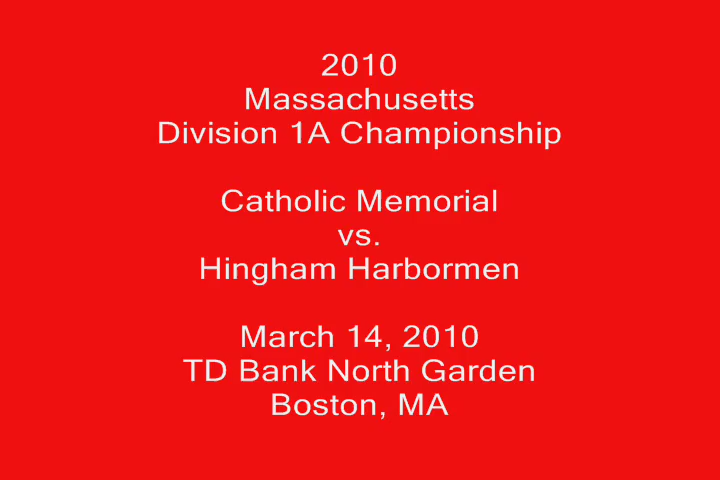 2010
Massachusetts
Division 1A Championship
Catholic Memorial
vs.
Hingham Harbormen
March 14, 2010
TD Bank North Garden
Boston, MA